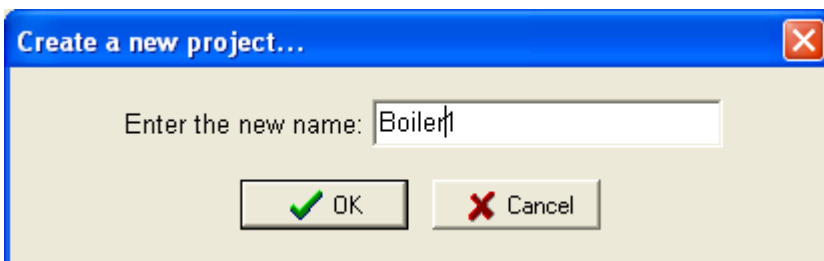 Create a new project...
Enter the new name: Boiler1
OK Cancel